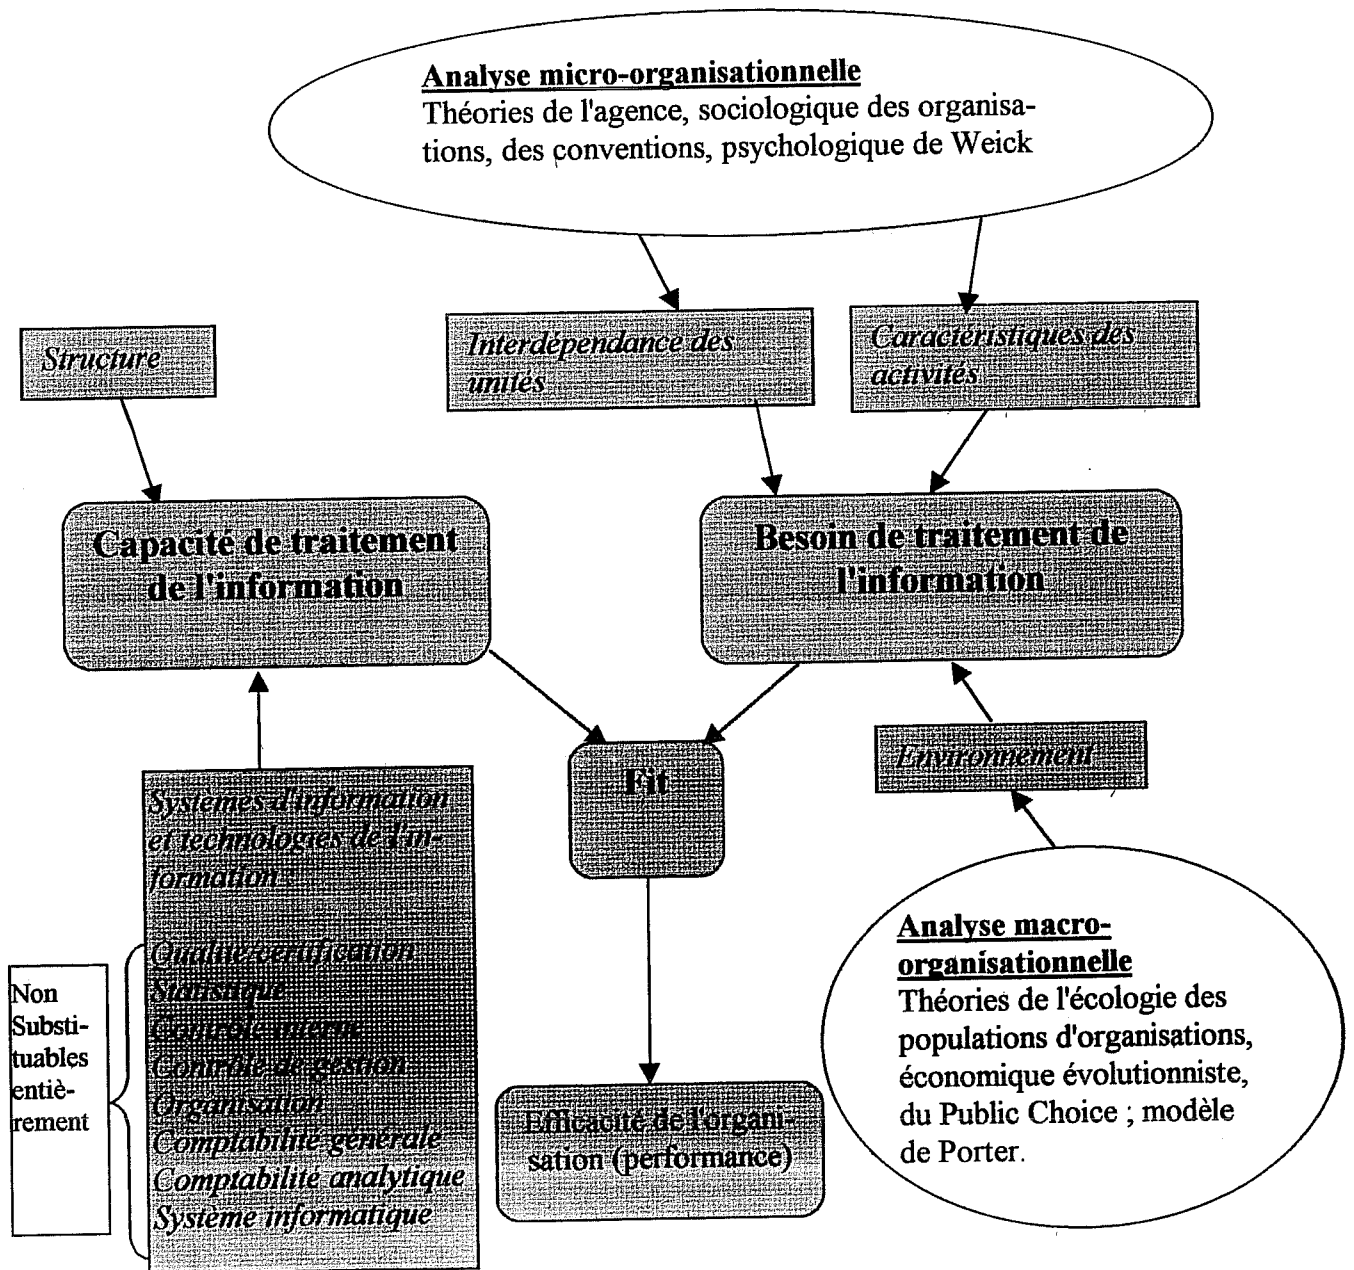 Analyse micro-organisationnelle
Théories de l'agence, sociologique des organisa-
tions, des conventions, psychologique de Weick
Structure
Interdépendance des
unités
Caractéristiques des
activités
Capacité de traitement
de l'information
Besoin de traitement de
l'information
Fit
Environnement
Systèmes d'information
et technologies de l'in-
formation :
Qualité-certification
Statistique
Contrôle interne
Contrôle de gestion
Organisation
Comptabilité générale
Comptabilité analytique
Système informatique
Non
Substi-
tuables
entiè-
rement
Efficacité de l'organi-
sation (performance)
Analyse macro-
organisationnelle
Théories de l'écologie des
populations d'organisations,
économique évolutionniste,
du Public Choice ; modèle
de Porter.